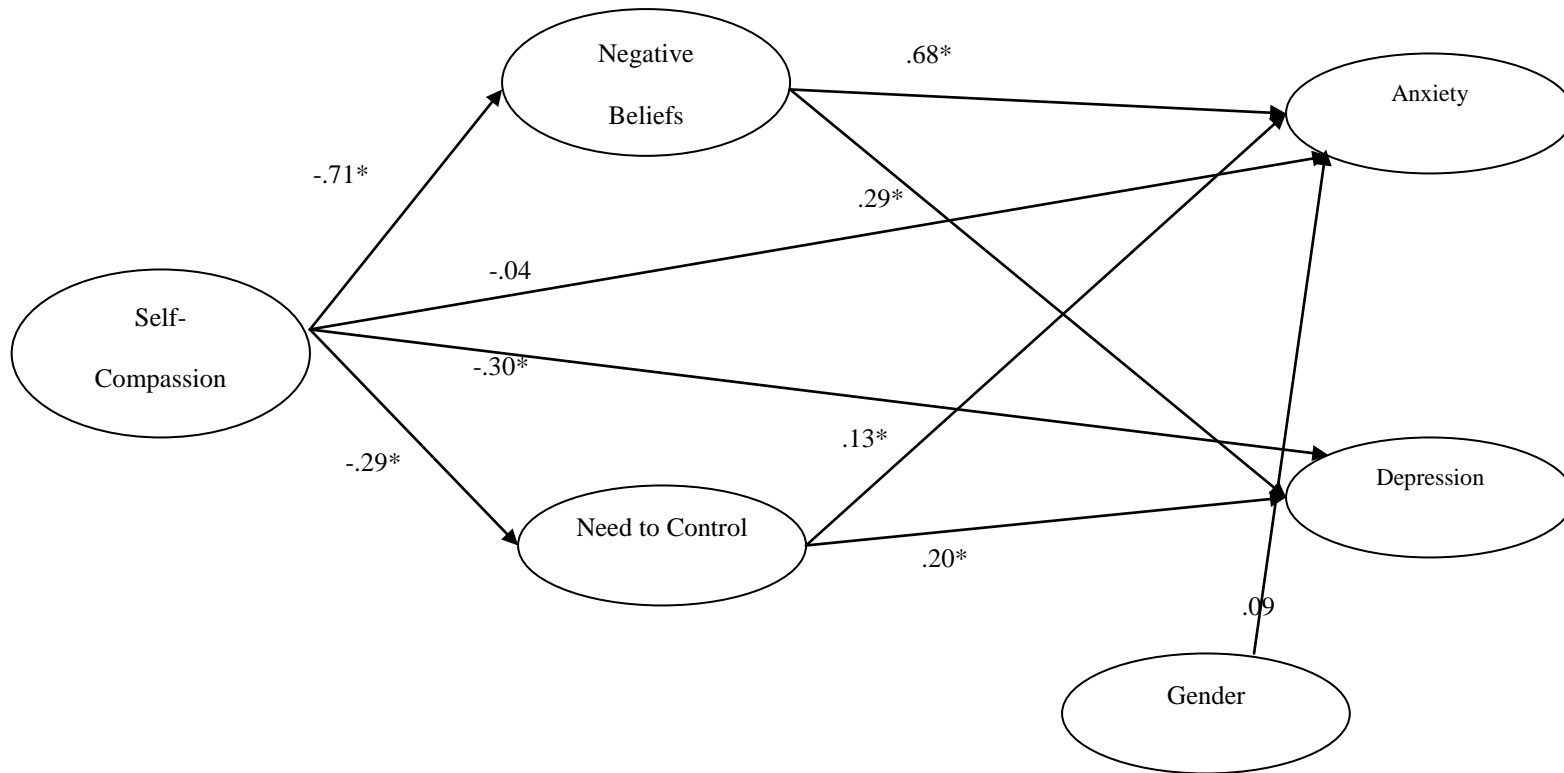 Negative
Beliefs
.68*
Anxiety
-.71*
.29*
-.04
Self-
Compassion
-.30*
.13*
-.29*
Depression
Need to Control
.20*
.09
Gender